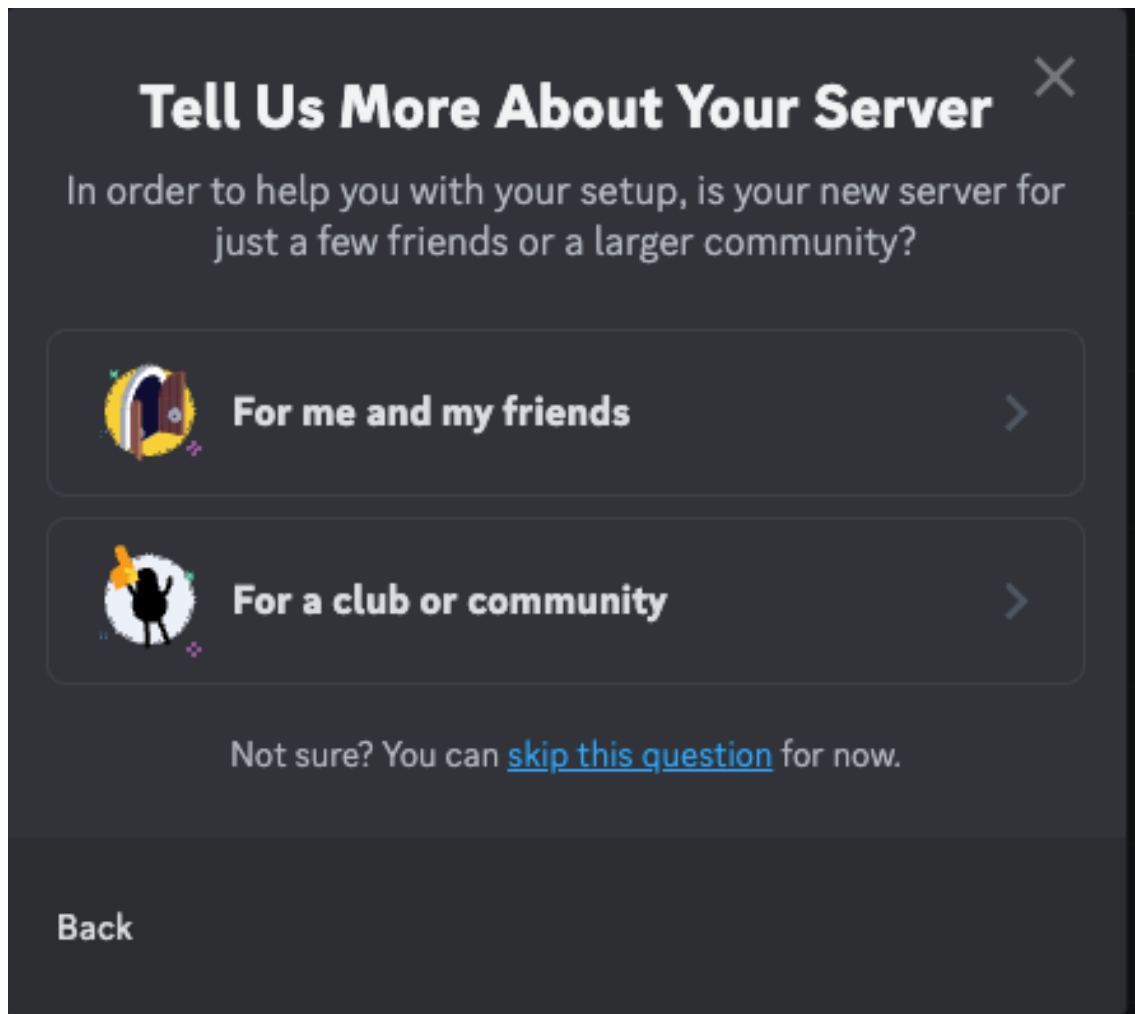 Tell Us More About Your Server
In order to help you with your setup, is your new server for
just a few friends or a larger community?
For me and my friends
For a club or community
Not sure? You can skip this question for now.
Back